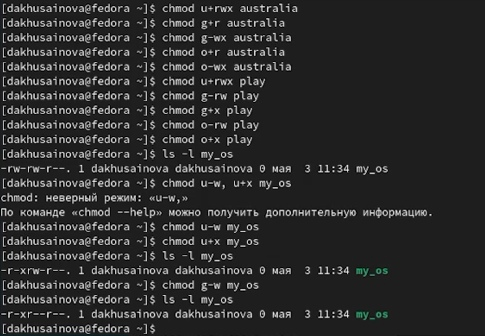 [dakhusainova@fedora ~]$ chmod u+rwx australia
[dakhusainova@fedora ~]$ chmod g+r australia
[dakhusainova@fedora ~]$ chmod g-wx australia
[dakhusainova@fedora ~]$ chmod o+r australia
[dakhusainova@fedora ~]$ chmod o-wx australia
[dakhusainova@fedora ~]$ chmod u+rwx play
[dakhusainova@fedora ~]$ chmod g-rw play
[dakhusainova@fedora ~]$ chmod g+x play
[dakhusainova@fedora ~]$ chmod o-rw play
[dakhusainova@fedora ~]$ chmod o+x play
[dakhusainova@fedora ~]$ ls -l my_os
-rw-rw-r--. 1 dakhusainova dakhusainova 0 мая  3 11:34 my_os
[dakhusainova@fedora ~]$ chmod u-w, u+x my_os
chmod: неверный режим: «u-w,»
По команде «chmod --help» можно получить дополнительную информацию.
[dakhusainova@fedora ~]$ chmod u-w my_os
[dakhusainova@fedora ~]$ chmod u+x my_os
[dakhusainova@fedora ~]$ ls -l my_os
-r-xrw-r--. 1 dakhusainova dakhusainova 0 мая  3 11:34 my_os
[dakhusainova@fedora ~]$ chmod g-w my_os
[dakhusainova@fedora ~]$ ls -l my_os
-r-xr--r--. 1 dakhusainova dakhusainova 0 мая  3 11:34 my_os
[dakhusainova@fedora ~]$